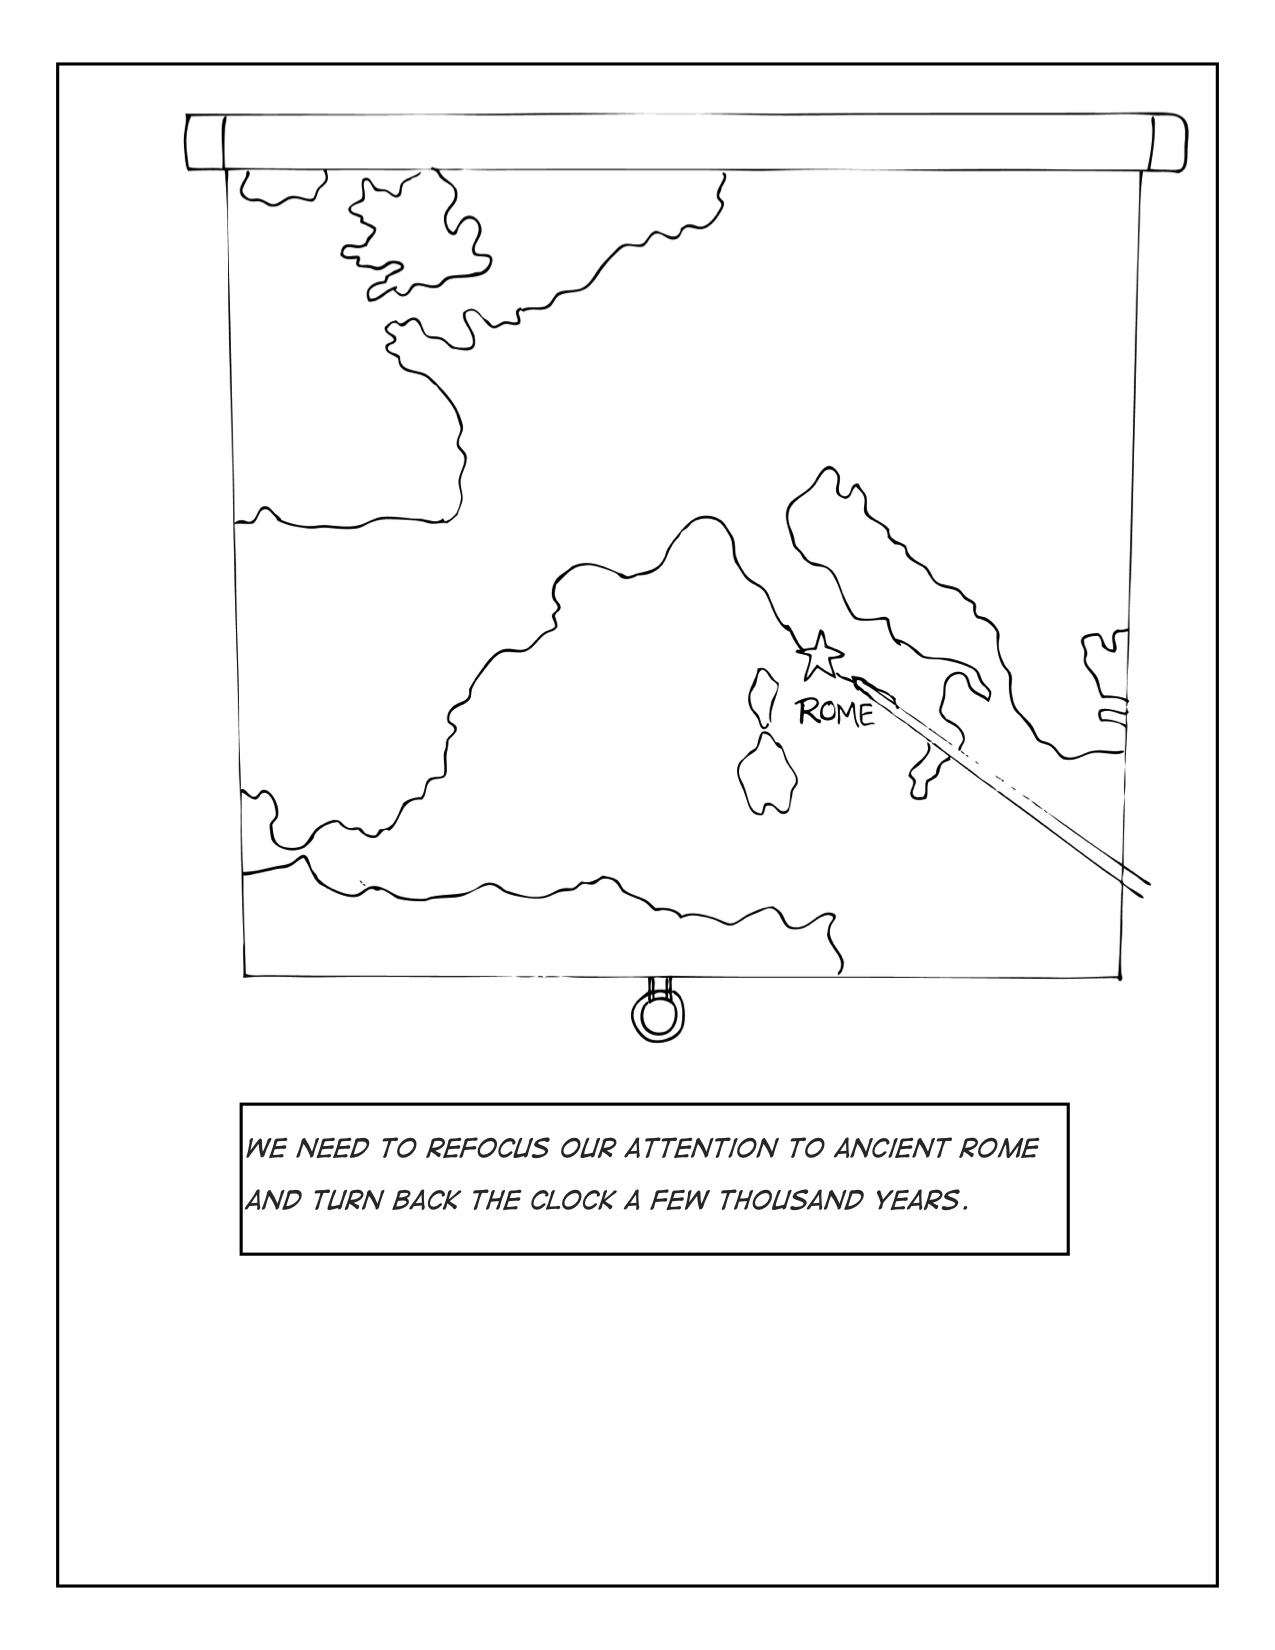 ROME
WE NEED TO REFOCUS OUR ATTENTION TO ANCIENT ROME
AND TURN BACK THE CLOCK A FEW THOUSAND YEARS.